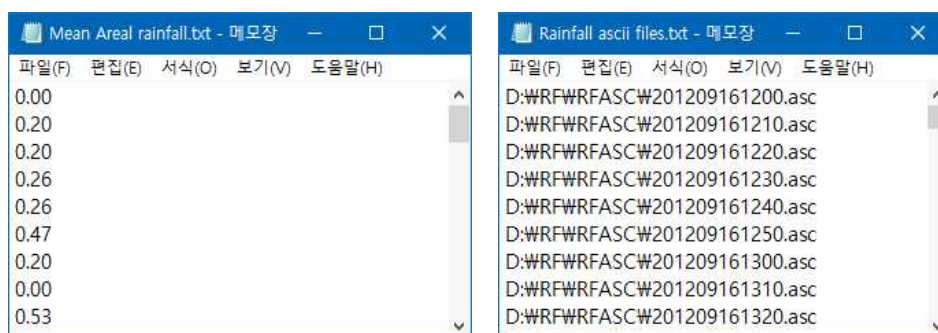 Mean Areal rainfall.txt - 메모장
파일(F) 편집(E) 서식(O) 보기(V) 도움말(H)
0.00
0.20
0.20
0.26
0.26
0.47
0.20
0.00
0.53
Rainfall ascii files.txt - 메모장
파일(F) 편집(E) 서식(O) 보기(V) 도움말(H)
D:₩RF₩RFASC₩201209161200.asc
D:₩RF₩RFASC₩201209161210.asc
D:₩RF₩RFASC₩201209161220.asc
D:₩RF₩RFASC₩201209161230.asc
D:₩RF₩RFASC₩201209161240.asc
D:₩RF₩RFASC₩201209161250.asc
D:₩RF₩RFASC₩201209161300.asc
D:₩RF₩RFASC₩201209161310.asc
D:₩RF₩RFASC₩201209161320.asc